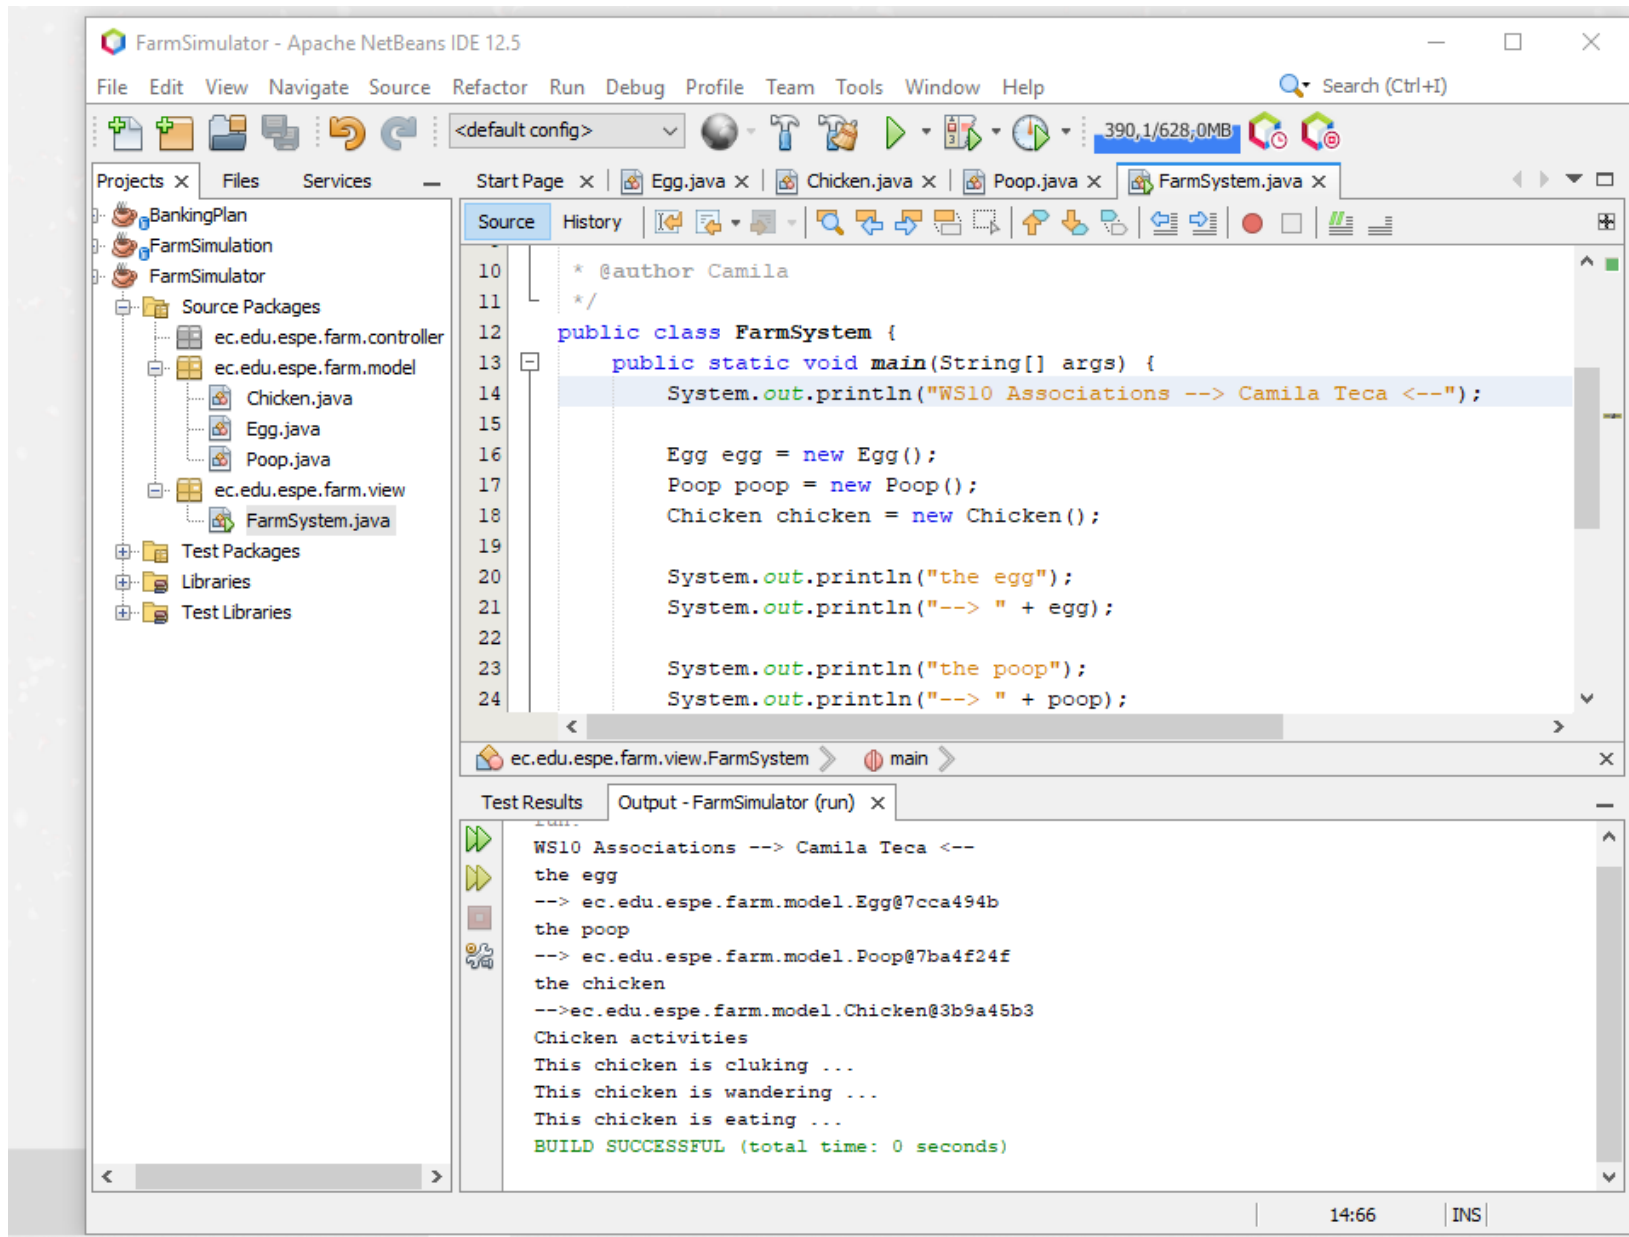 FarmSimulator - Apache NetBeans IDE 12.5
File Edit View Navigate Source Refactor Run Debug Profile Team Tools Window Help
Search (Ctrl+I)
<default config>
390,1/628,0MB
Projects
Files
Services
BankingPlan
FarmSimulation
FarmSimulator
Source Packages
ec.edu.espe.farm.controller
ec.edu.espe.farm.model
Chicken.java
Egg.java
Poop.java
ec.edu.espe.farm.view
FarmSystem.java
Test Packages
Libraries
Test Libraries
Start Page
Egg.java
Chicken.java
Poop.java
FarmSystem.java
Source
History
10 * @author Camila
11 */
12 public class FarmSystem {
13 public static void main(String[] args) {
14 System.out.println("WS10 Associations --> Camila Teca <--");
15
16 Egg egg = new Egg();
17 Poop poop = new Poop();
18 Chicken chicken = new Chicken();
19
20 System.out.println("the egg");
21 System.out.println("--> " + egg);
22
23 System.out.println("the poop");
24 System.out.println("--> " + poop);
ec.edu.espe.farm.view.FarmSystem
main
Test Results
Output - FarmSimulator (run)
run:
WS10 Associations --> Camila Teca <--
the egg
--> ec.edu.espe.farm.model.Egg@7cca494b
the poop
--> ec.edu.espe.farm.model.Poop@7ba4f24f
the chicken
-->ec.edu.espe.farm.model.Chicken@3b9a45b3
Chicken activities
This chicken is cluking ...
This chicken is wandering ...
This chicken is eating ...
BUILD SUCCESSFUL (total time: 0 seconds)
14:66
INS